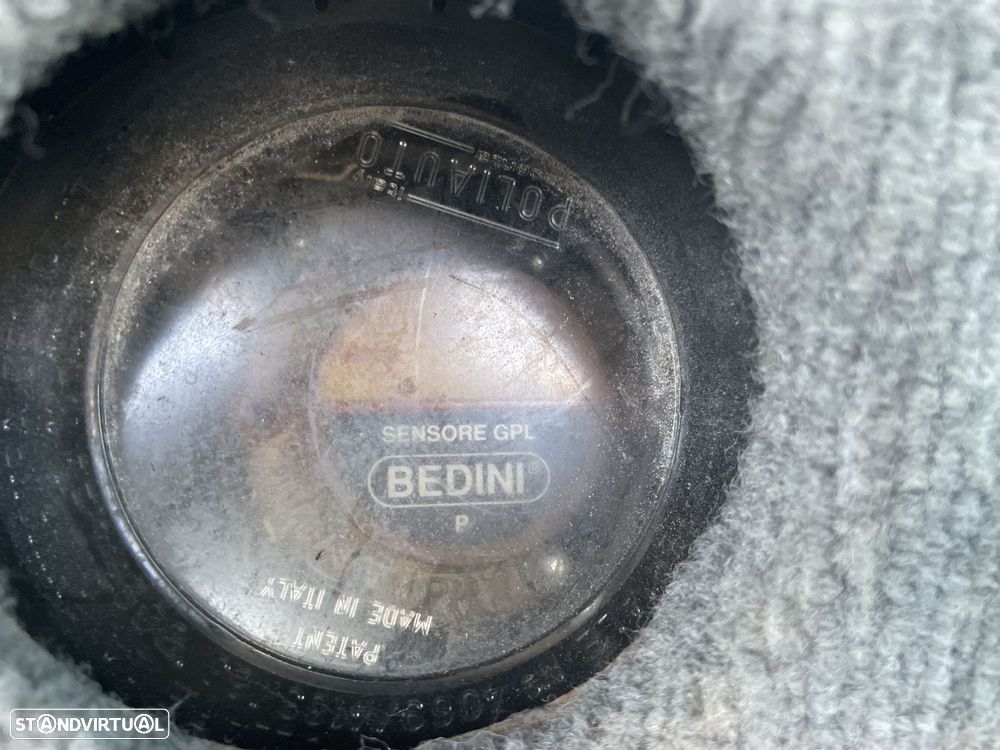 POLIAUTO
SENSORE GPL
BEDINI®
P
PATENT
MADE IN ITALY
STANDVIRTUAL